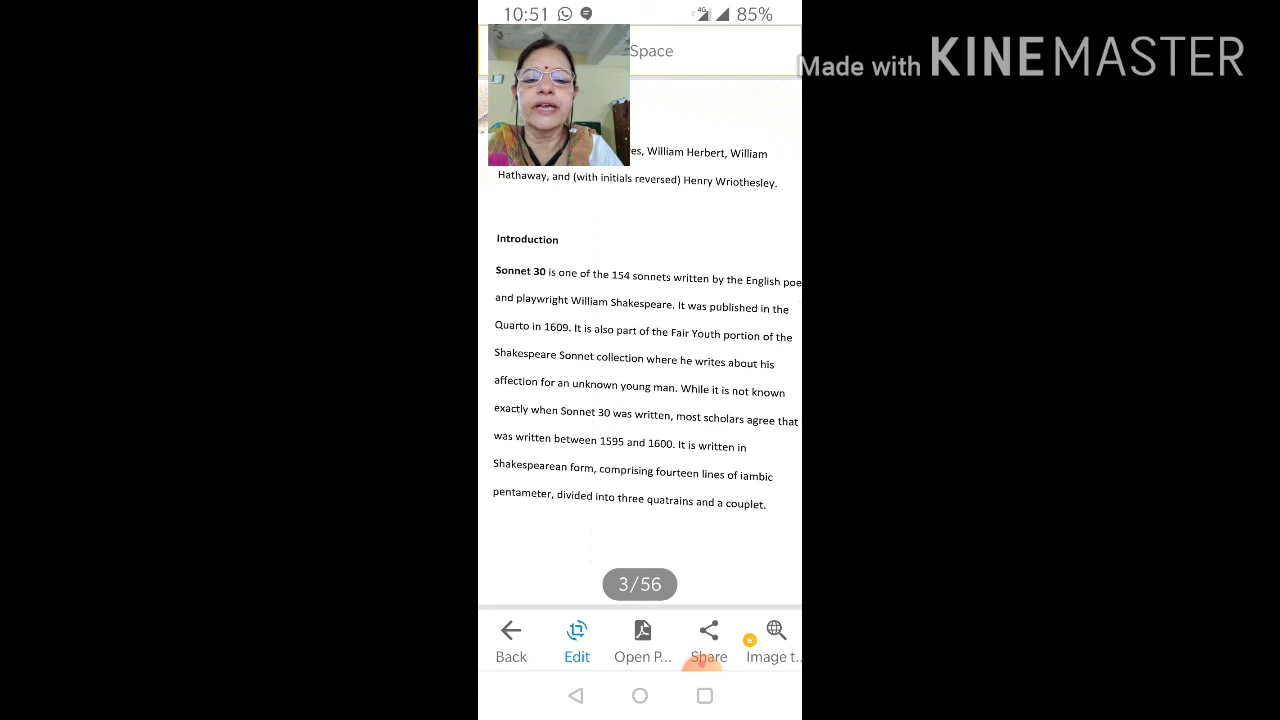 10:51 4G 85%
Space
Made with KINEMASTER
es, William Herbert, William
Hathaway, and (with initials reversed) Henry Wriothesley.
Introduction
Sonnet 30 is one of the 154 sonnets written by the English poe
and playwright William Shakespeare. It was published in the
Quarto in 1609. It is also part of the Fair Youth portion of the
Shakespeare Sonnet collection where he writes about his
affection for an unknown young man. While it is not known
exactly when Sonnet 30 was written, most scholars agree that
was written between 1595 and 1600. It is written in
Shakespearean form, comprising fourteen lines of iambic
pentameter, divided into three quatrains and a couplet.
3/56
Back Edit Open P... Share Image t..